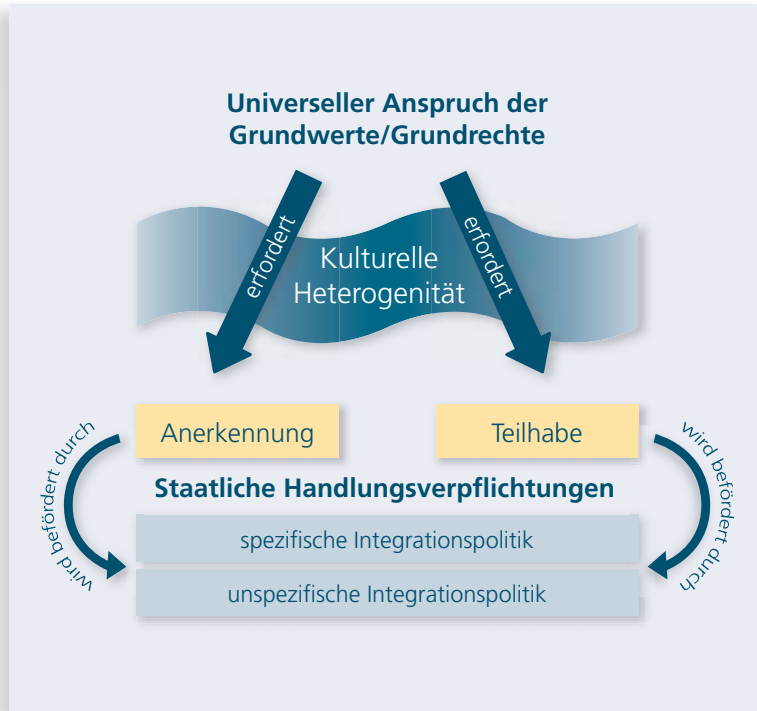 Universeller Anspruch der
Grundwerte/Grundrechte
erfordert
erfordert
Kulturelle
Heterogenität
Anerkennung
Teilhabe
wird befördert durch
wird befördert durch
Staatliche Handlungsverpflichtungen
spezifische Integrationspolitik
unspezifische Integrationspolitik